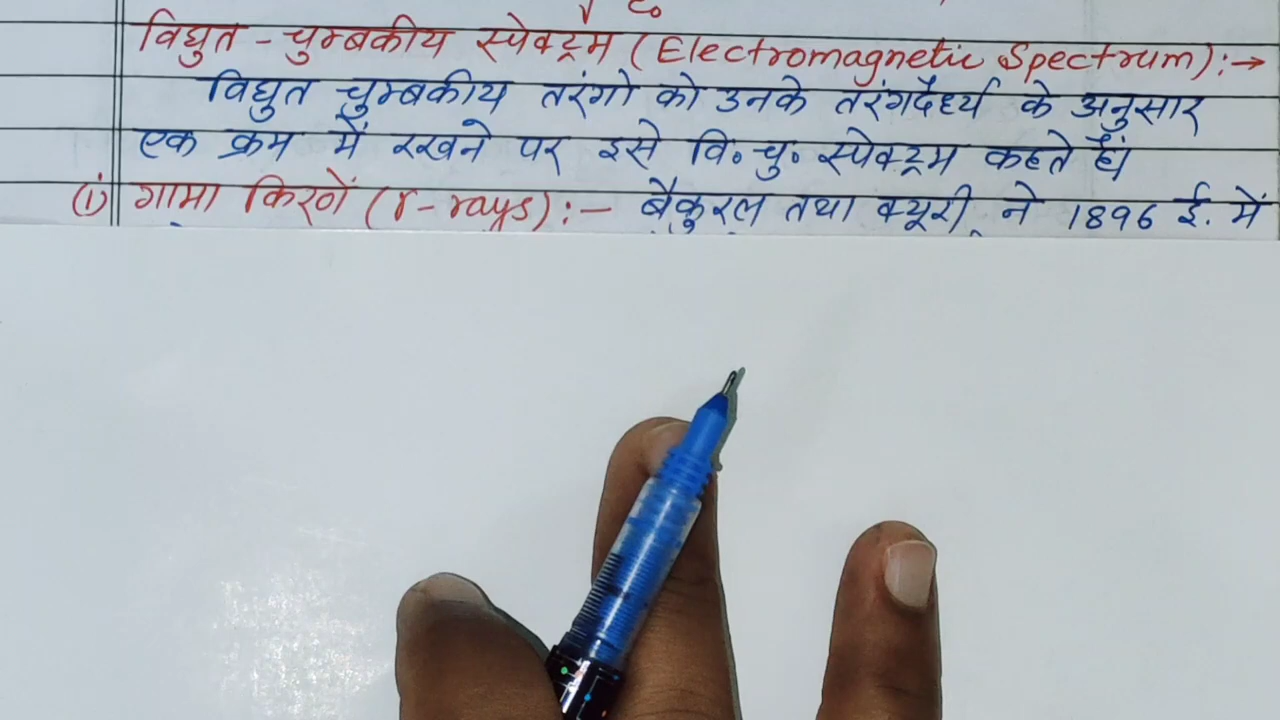 विद्युत - चुम्बकीय स्पेक्ट्रम ( Electromagnetic Spectrum ) : →
विद्युत चुम्बकीय तरंगो को उनके तरंगदैर्ध्य के अनुसार
एक क्रम में रखने पर इसे वि॰ चु॰ स्पेक्ट्रम कहते हैं
(i) गामा किरणें ( r - rays ) : - बैकुरल तथा क्यूरी ने 1896 ई. में